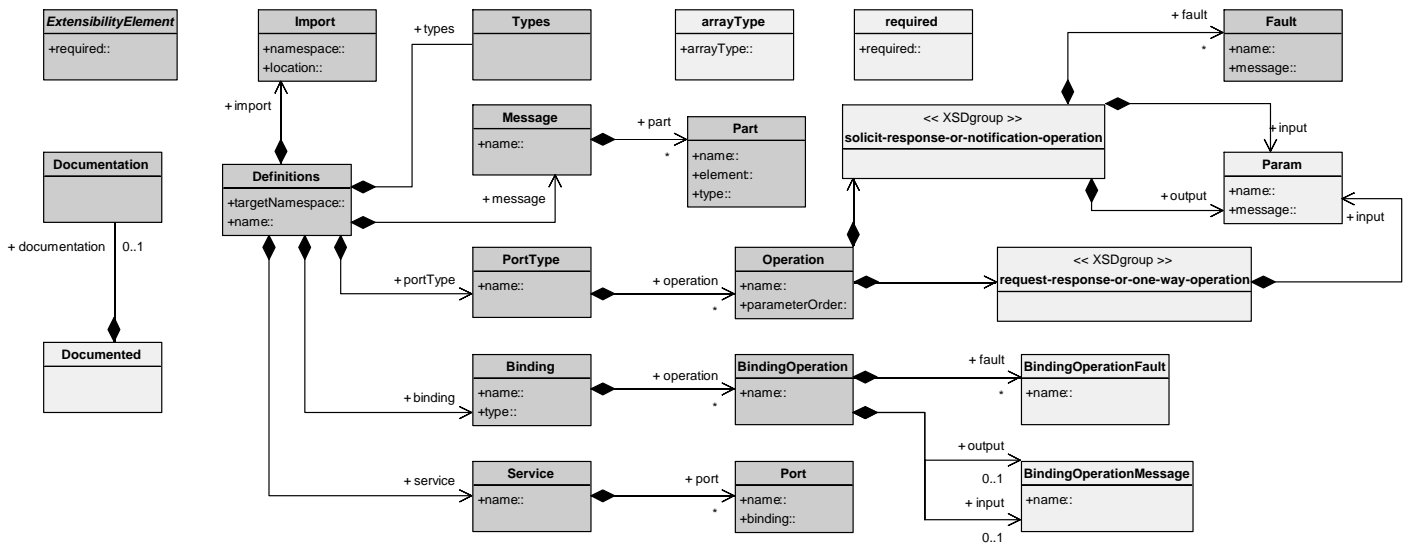 ExtensibilityElement
+required::
Import
+namespace::
+location::
+ types
Types
arrayType
+arrayType::
required
+required::
+ fault
*
Fault
+name::
+message::
+ import
Message
+name::
+ part
*
Part
+name::
+element::
+type::
<< XSDgroup >>
solicit-response-or-notification-operation
+input
Documentation
Definitions
+targetNamespace::
+name::
+ message
Param
+name::
+message::
+ output
+ input
+ documentation
0..1
+ portType
PortType
+name::
+ operation
*
Operation
+name::
+parameterOrder::
<< XSDgroup >>
request-response-or-one-way-operation
Documented
+ binding
Binding
+name::
+type::
+ operation
*
BindingOperation
+name::
+ fault
*
BindingOperationFault
+name::
+ output
0..1
+ input
0..1
BindingOperationMessage
+name::
+ service
Service
+name::
+ port
*
Port
+name::
+binding::